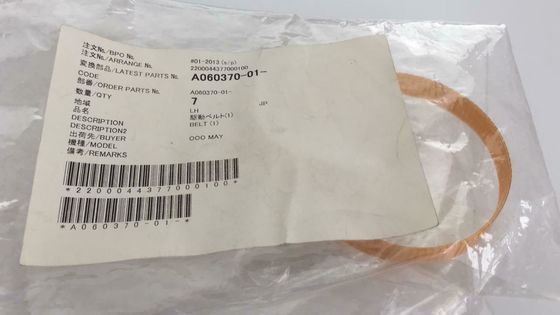 注文No./BPO No.
注文No./ARRANGE No.
変換部品/LATEST PARTS No.
CODE
部番/ORDER PARTS No.
数量/QTY
地域
品名
DESCRIPTION
DESCRIPTION2
出荷先/BUYER
機種/MODEL
備考/REMARKS
#01-2013(s/p)
2200044377000100
A060370-01-
A060370-01-
7
JP
LH
駆動ベルト(1)
BELT (1)
OOO MAY
*2200044377000100*
*A060370-01-*